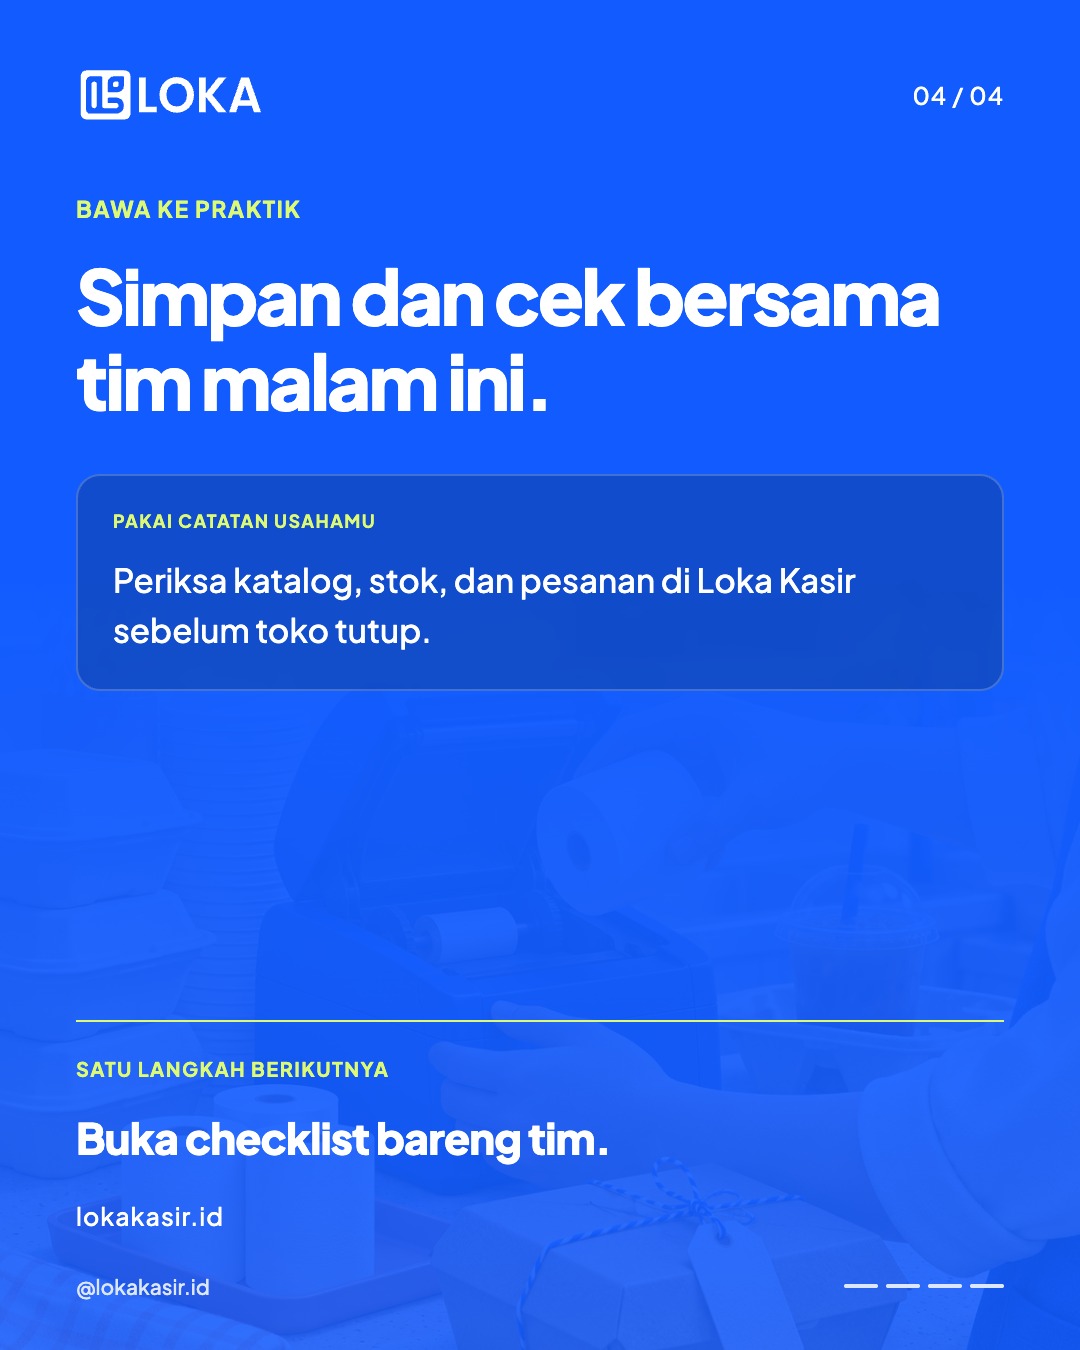 LOKA
04 / 04
BAWA KE PRAKTIK
Simpan dan cek bersama
tim malam ini.
PAKAI CATATAN USAHAMU
Periksa katalog, stok, dan pesanan di Loka Kasir
sebelum toko tutup.
SATU LANGKAH BERIKUTNYA
Buka checklist bareng tim.
lokakasir.id
@lokakasir.id